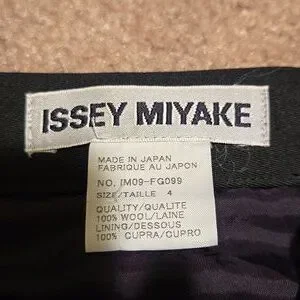 ISSEY MIYAKE
MADE IN JAPAN
FABRIQUE AU JAPON
NO. IM09-FG099
SIZE/TAILLE 4
QUALITY/QUALITE
100% WOOL/LAINE
LINING/DESSOUS
100% CUPRA/CUPRO